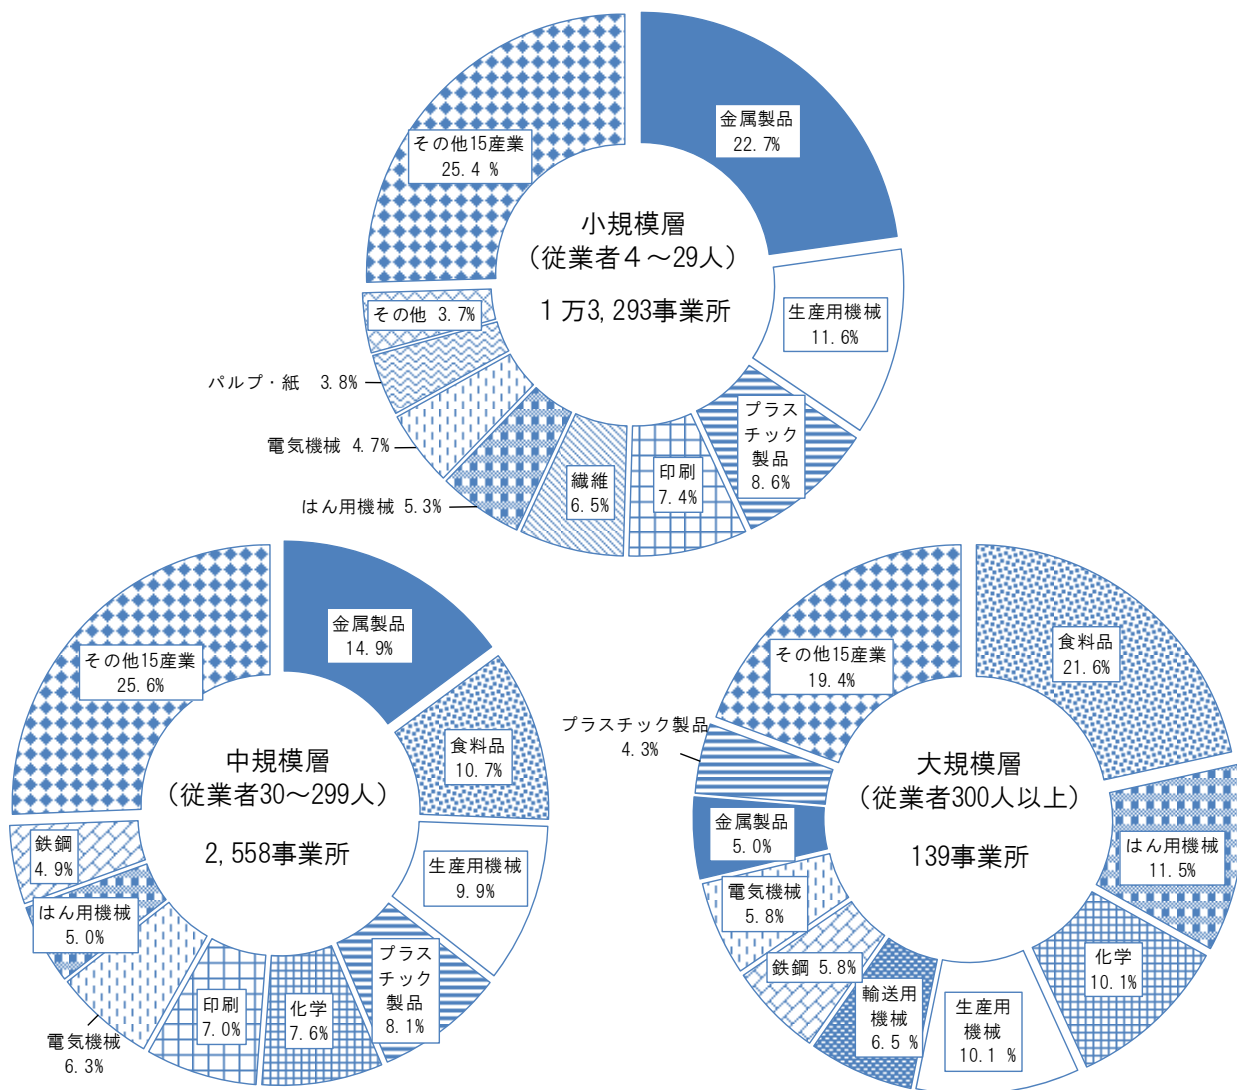 金属製品
22.7%
生産用機械
11.6%
プラス
チック
製品
8.6%
印刷
7.4%
繊維
6.5%
はん用機械 5.3%
電気機械 4.7%
パルプ・紙 3.8%
その他 3.7%
その他15産業
25.4 %
小規模層
（従業者４～29人）
１万3,293事業所
金属製品
14.9%
食料品
10.7%
生産用機械
9.9%
プラス
チック
製品
8.1%
化学
7.6%
印刷
7.0%
電気機械
6.3%
はん用機械
5.0%
鉄鋼
4.9%
その他15産業
25.6%
中規模層
（従業者30～299人）
2,558事業所
食料品
21.6%
はん用機械
11.5%
化学
10.1%
生産用
機械
10.1 %
輸送用
機械
6.5 %
鉄鋼 5.8%
電気機械
5.8%
金属製品
5.0%
プラスチック製品
4.3%
その他15産業
19.4%
大規模層
（従業者300人以上）
139事業所